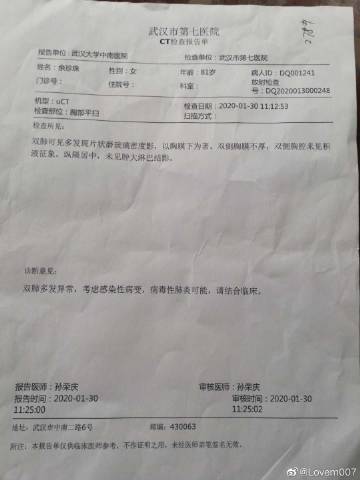 武汉市第七医院
CT检查报告单
报告单位：武汉大学中南医院 检查单位：武汉市第七医院
姓名：余珍珠 性别：女 年龄：81岁 病人ID：DQ001241
门诊号： 住院号： 科室： 放射检查
号：DQ2020013000248
机型：uCT 检查日期：2020-01-30 11:12:53
检查部位：胸部平扫 扫描方式：
检查所见：
双肺可见多发斑片状磨玻璃密度影，以胸膜下为著。双侧胸膜不厚，双侧胸腔未见积
液征象。纵隔居中，未见肿大淋巴结影。
诊断意见：
双肺多发异常，考虑感染性病变，病毒性肺炎可能，请结合临床。
报告医师：孙荣庆 审核医师：孙荣庆
报告时间：2020-01-30 审核时间：2020-01-30
11:25:00 11:25:02
地址：武汉市中南二路6号 邮编：430063
附注：本报告单仅供临床医师参考，不作证明之用，未经医师亲笔签名无效。
@Lovem007